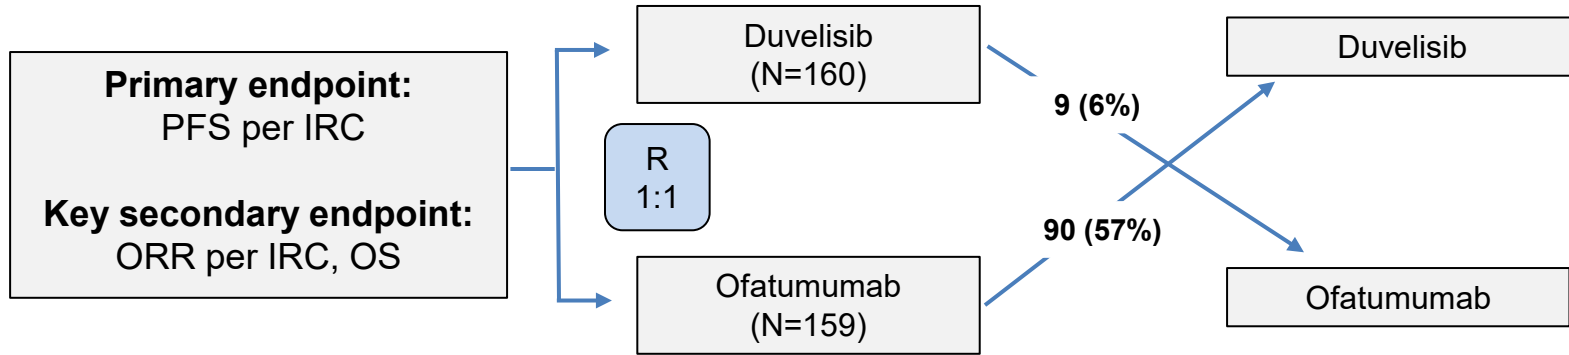 Primary endpoint:
PFS per IRC
Key secondary endpoint:
ORR per IRC, OS
R
1:1
Duvelisib
(N=160)
Ofatumumab
(N=159)
9 (6%)
90 (57%)
Duvelisib
Ofatumumab